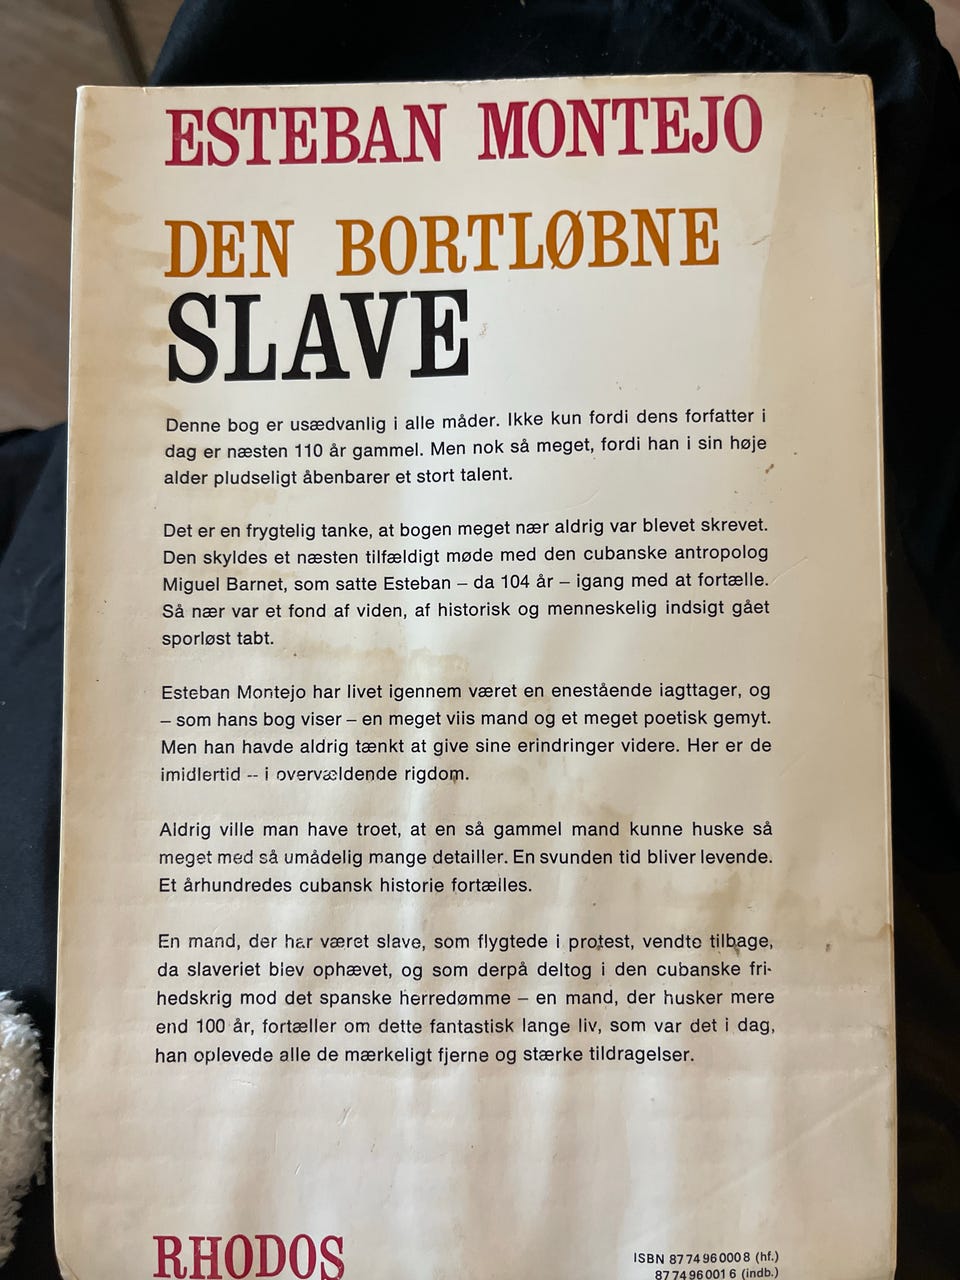 ESTEBAN MONTEJO
DEN BORTLØBNE
SLAVE
Denne bog er usædvanlig i alle måder. Ikke kun fordi dens forfatter i
dag er næsten 110 år gammel. Men nok så meget, fordi han i sin høje
alder pludseligt åbenbarer et stort talent.
Det er en frygtelig tanke, at bogen meget nær aldrig var blevet skrevet.
Den skyldes et næsten tilfældigt møde med den cubanske antropolog
Miguel Barnet, som satte Esteban – da 104 år – igang med at fortælle.
Så nær var et fond af viden, af historisk og menneskelig indsigt gået
sporløst tabt.
Esteban Montejo har livet igennem været en enestående iagttager, og
– som hans bog viser – en meget viis mand og et meget poetisk gemyt.
Men han havde aldrig tænkt at give sine erindringer videre. Her er de
imidlertid -- i overvældende rigdom.
Aldrig ville man have troet, at en så gammel mand kunne huske så
meget med så umådelig mange detailler. En svunden tid bliver levende.
Et århundredes cubansk historie fortælles.
En mand, der har været slave, som flygtede i protest, vendte tilbage,
da slaveriet blev ophævet, og som derpå deltog i den cubanske fri-
hedskrig mod det spanske herredømme – en mand, der husker mere
end 100 år, fortæller om dette fantastisk lange liv, som var det i dag,
han oplevede alle de mærkeligt fjerne og stærke tildragelser.
RHODOS
ISBN 87 74 96 000 8 (hf.)
87 74 96 001 6 (indb.)